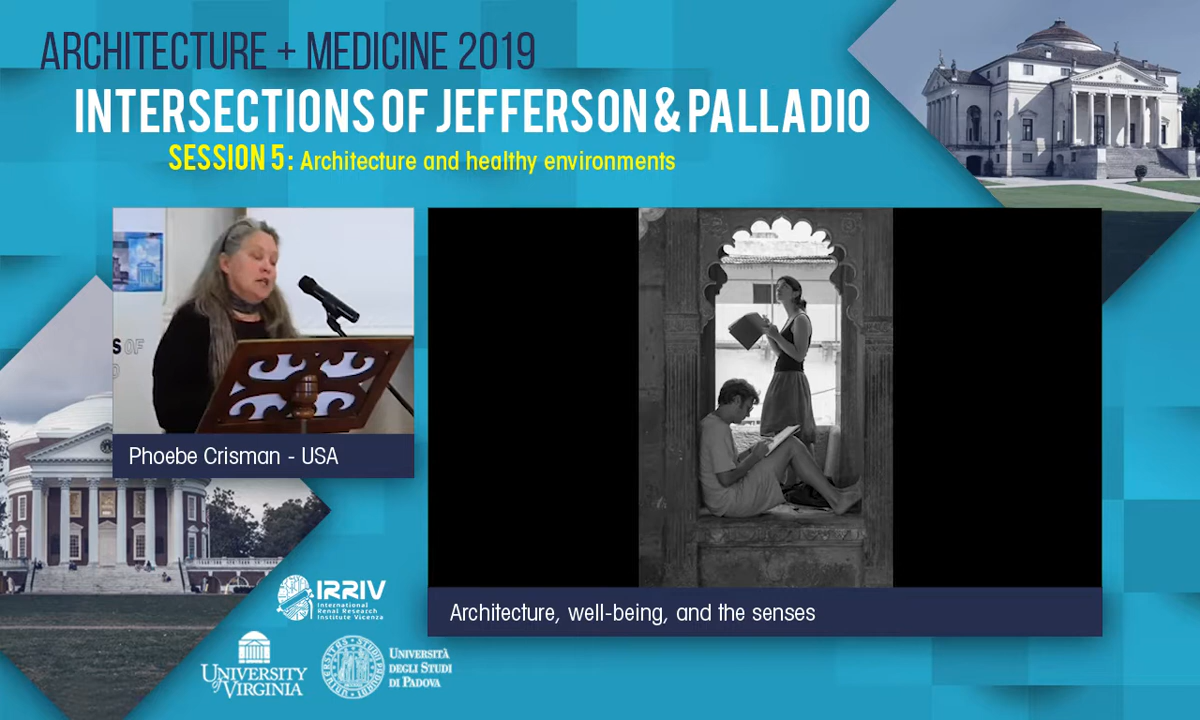 ARCHITECTURE + MEDICINE 2019
INTERSECTIONS OF JEFFERSON & PALLADIO
SESSION 5: Architecture and healthy environments
S OF
Phoebe Crisman - USA
Architecture, well-being, and the senses
IRRIV
International
Renal Research
Institute Vicenza
UNIVERSITY
of VIRGINIA
UNIVERSITÀ
DEGLI STUDI
DI PADOVA